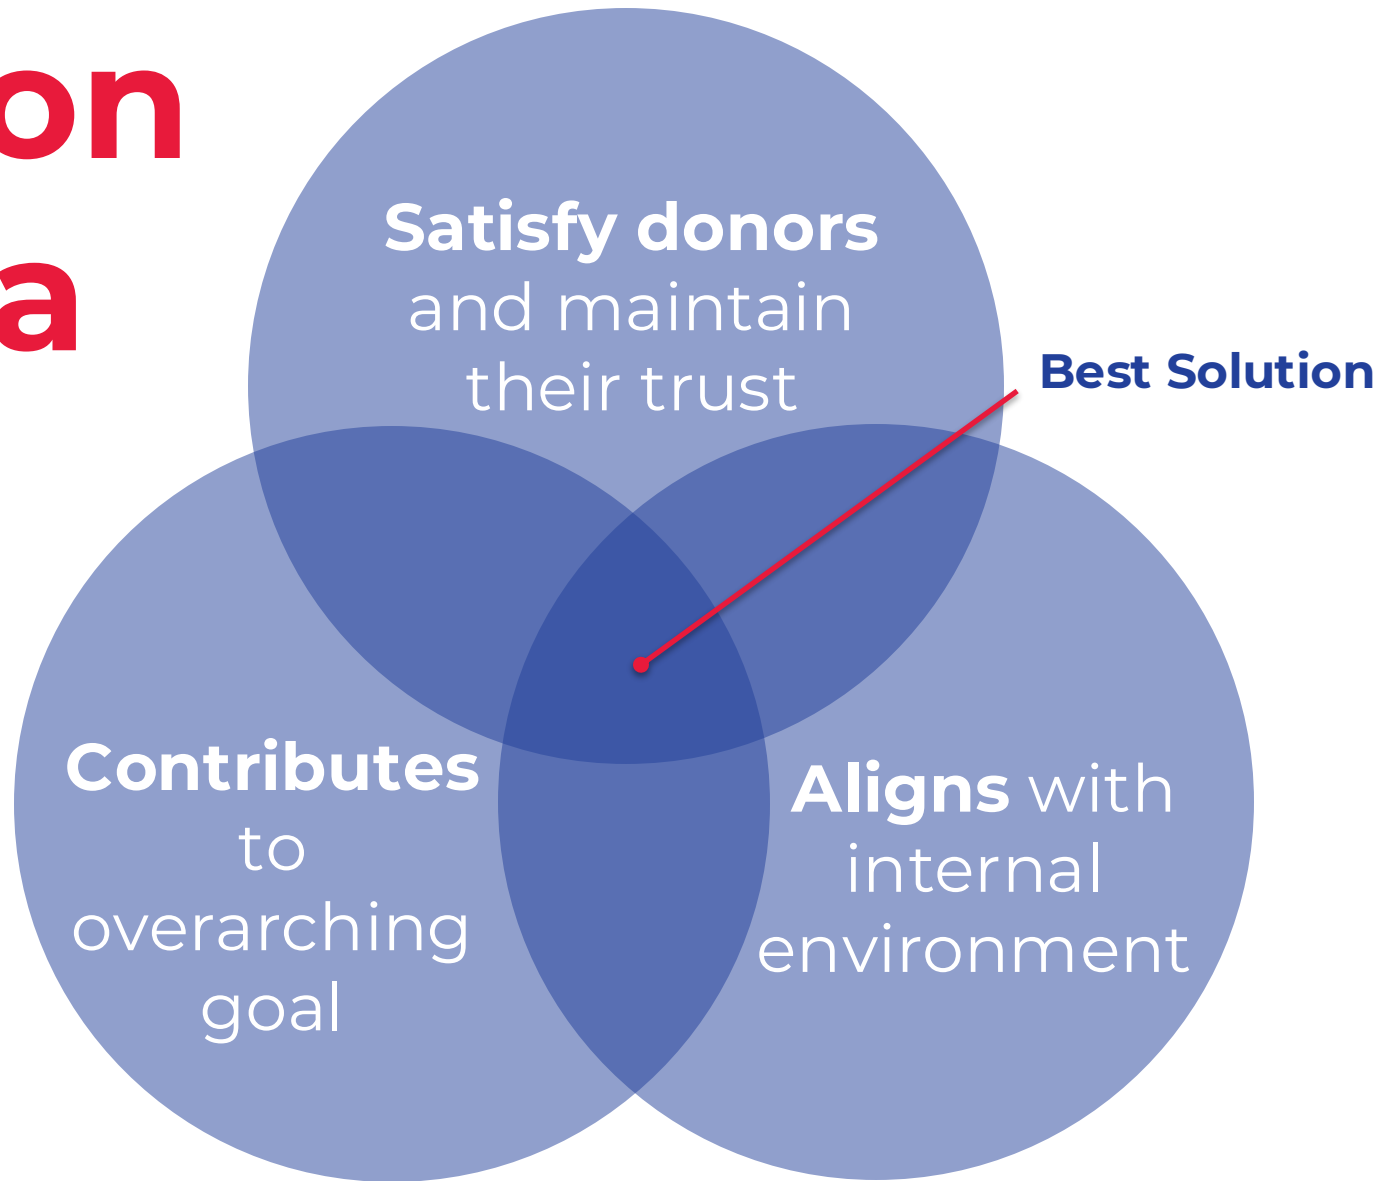 on
a
Satisfy donors
and maintain
their trust
Best Solution
Contributes
to
overarching
goal
Aligns with
internal
environment